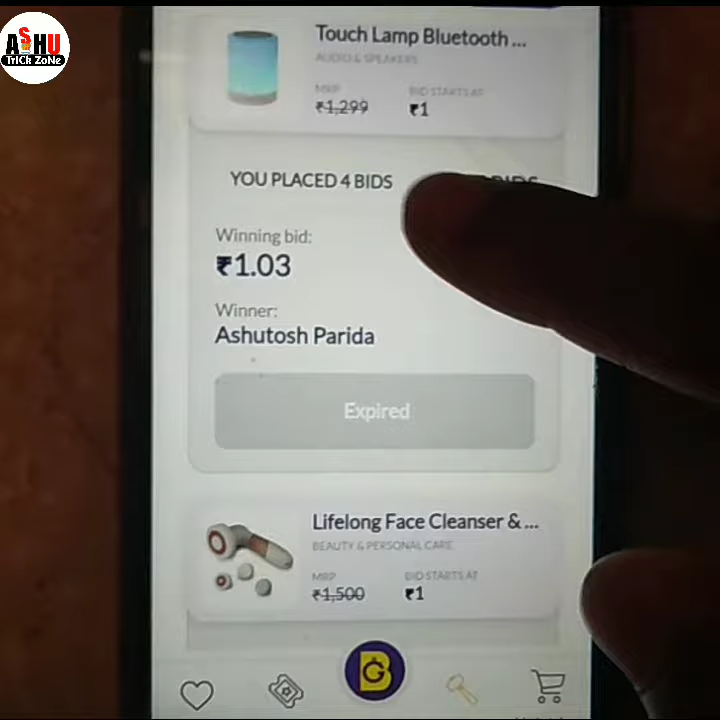 ASHU
TricK ZoNe
Touch Lamp Bluetooth ...
AUDIO & SPEAKERS
MRP BID STARTS AT
₹1,299 ₹1
YOU PLACED 4 BIDS BIDS
Winning bid:
₹1.03
Winner:
Ashutosh Parida
Expired
Lifelong Face Cleanser & ...
BEAUTY & PERSONAL CARE
MRP BID STARTS AT
₹1,500 ₹1